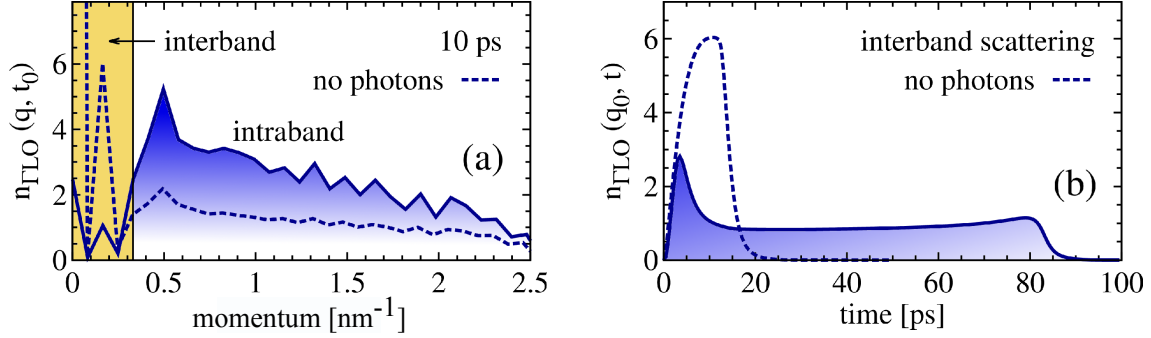 n_ΓLO (q, t_0)
6
4
2
0
interband
10 ps
no photons
intraband
(a)
0 0.5 1 1.5 2 2.5
momentum [nm^-1]
n_ΓLO (q_0, t)
6
4
2
0
interband scattering
no photons
(b)
0 20 40 60 80 100
time [ps]